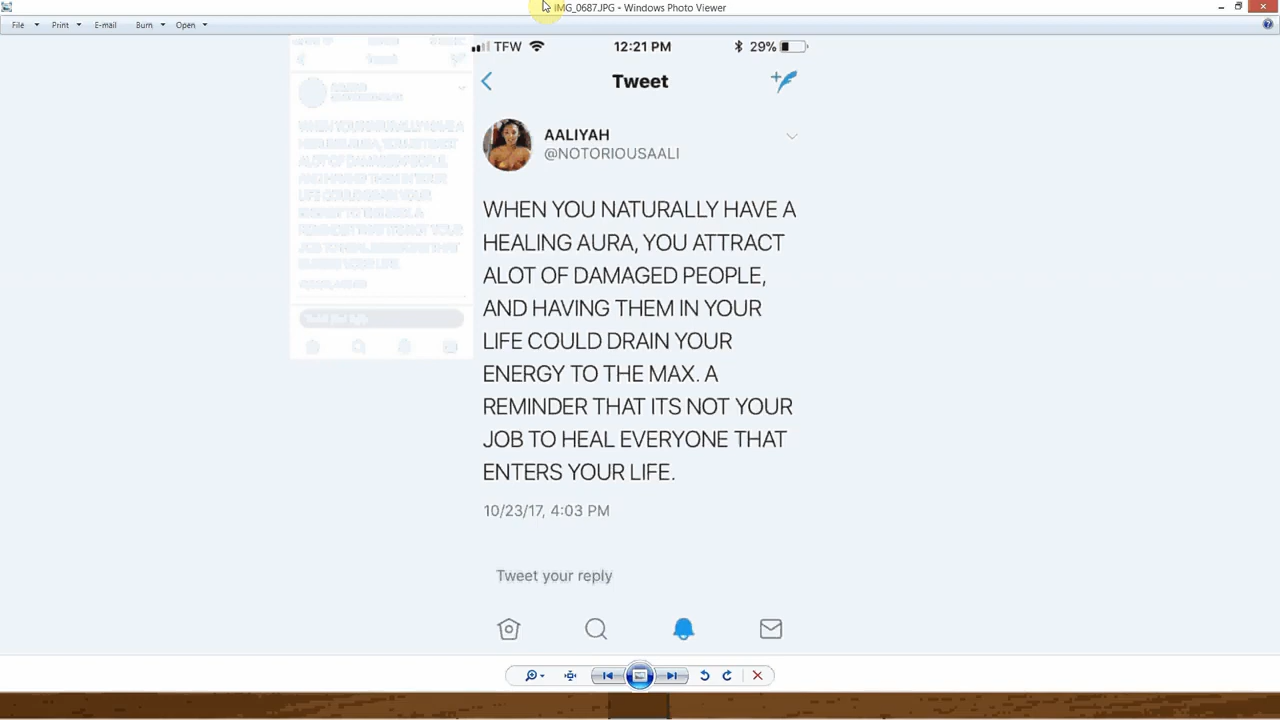 IMG_0687.JPG - Windows Photo Viewer
File Print E-mail Burn Open
TFW 12:21 PM 29%
Tweet
AALIYAH
@NOTORIOUSAALI
WHEN YOU NATURALLY HAVE A
HEALING AURA, YOU ATTRACT
ALOT OF DAMAGED PEOPLE,
AND HAVING THEM IN YOUR
LIFE COULD DRAIN YOUR
ENERGY TO THE MAX. A
REMINDER THAT ITS NOT YOUR
JOB TO HEAL EVERYONE THAT
ENTERS YOUR LIFE.
10/23/17, 4:03 PM
Tweet your reply